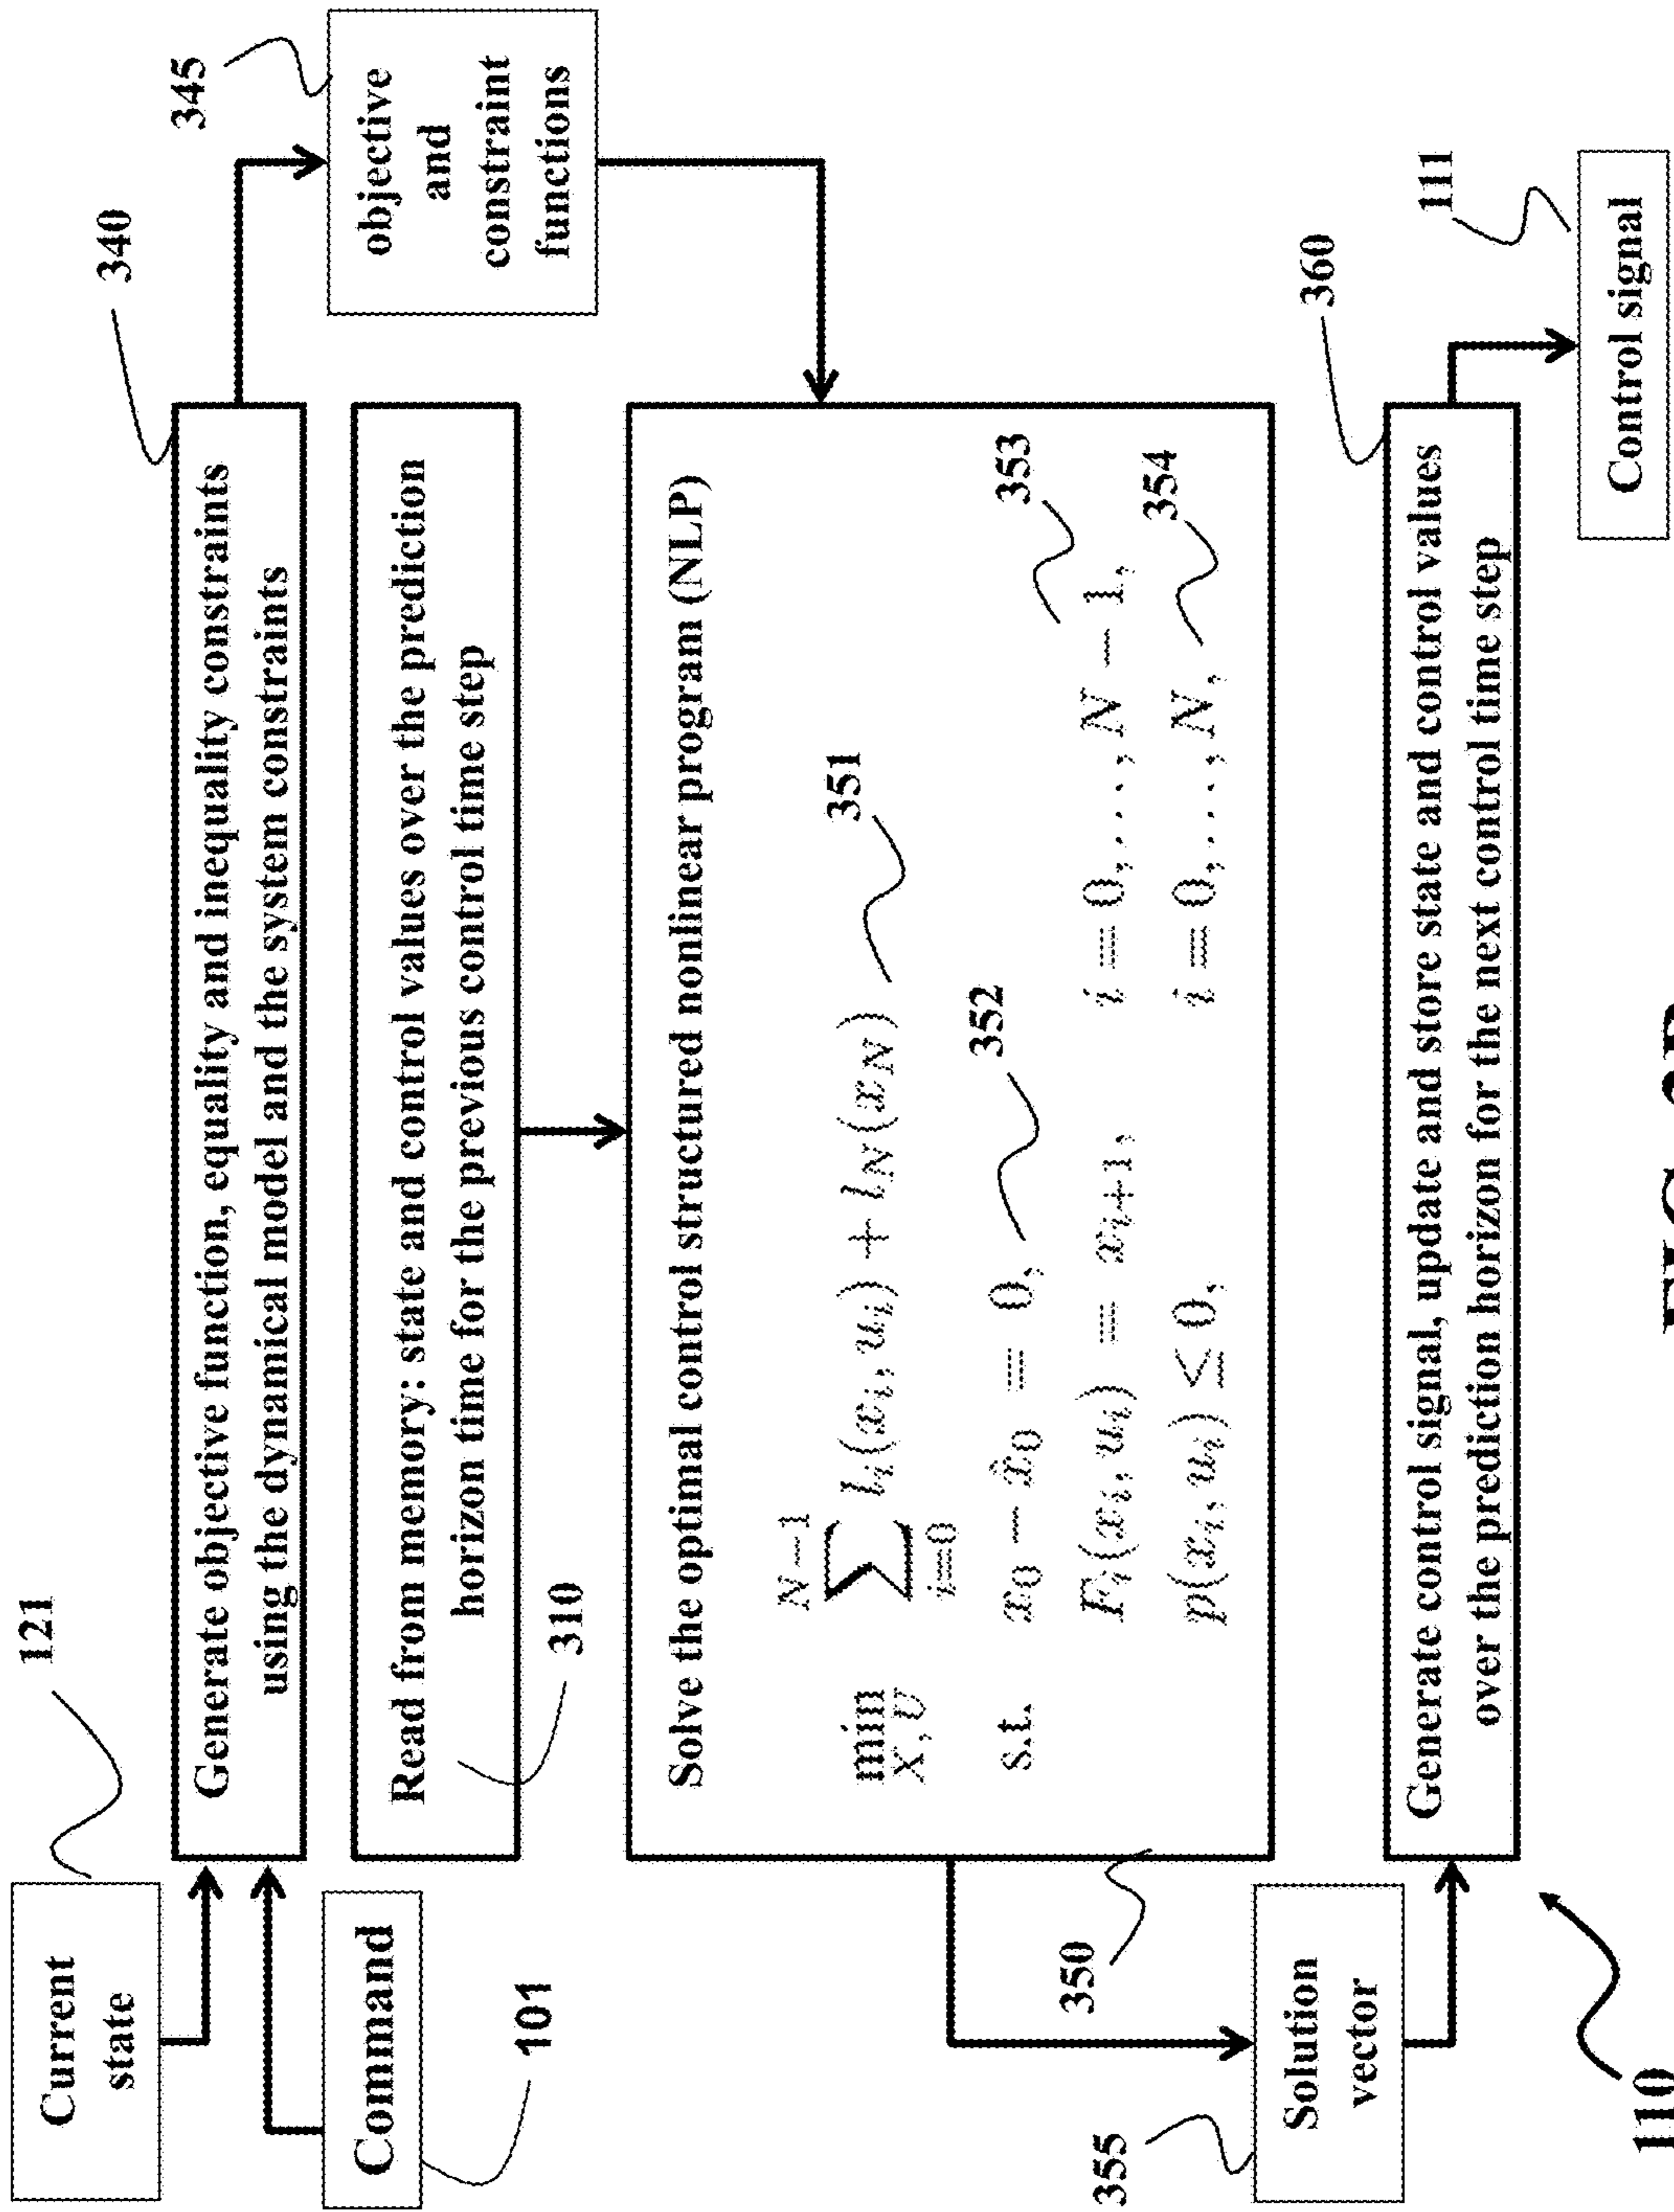 Current
state
121
Command
101
340
Generate objective function, equality and inequality constraints
using the dynamical model and the system constraints
345
objective
and
constraint
functions
Read from memory: state and control values over the prediction
horizon time for the previous control time step
310
Solve the optimal control structured nonlinear program (NLP)
min_{X,U} \sum_{i=0}^{N-1} l_i(x_i, u_i) + l_N(x_N)
351
s.t. x_0 − x̂_0 = 0,
352
F_i(x_i, u_i) = x_{i+1}, i = 0, . . . , N − 1,
353
p(x_i, u_i) ≤ 0, i = 0, . . . , N,
354
350
355
Solution
vector
360
Generate control signal, update and store state and control values
over the prediction horizon for the next control time step
111
Control signal
110